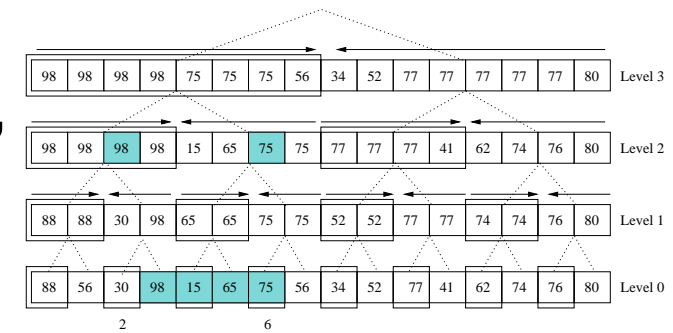 98 98 98 98 75 75 75 56 34 52 77 77 77 77 77 80 Level 3
98 98 98 98 15 65 75 75 77 77 77 41 62 74 76 80 Level 2
88 88 30 98 65 65 75 75 52 52 77 77 74 74 76 80 Level 1
88 56 30 98 15 65 75 56 34 52 77 41 62 74 76 80 Level 0
2 6